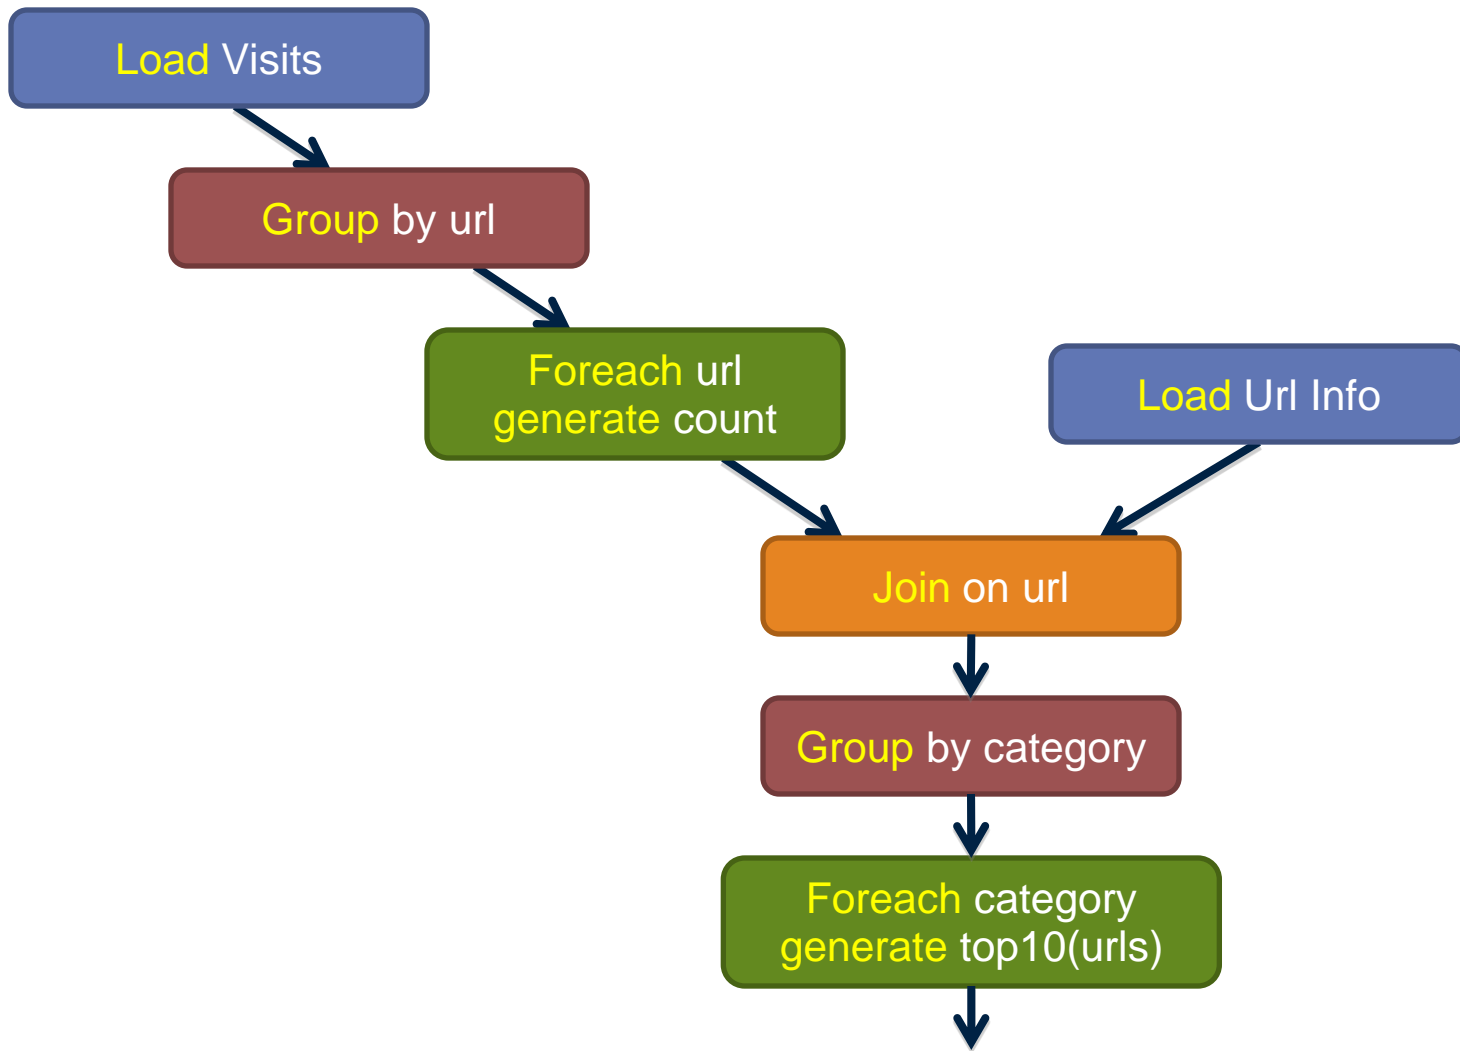 Load Visits
Group by url
Foreach url
generate count
Load Url Info
Join on url
Group by category
Foreach category
generate top10(urls)